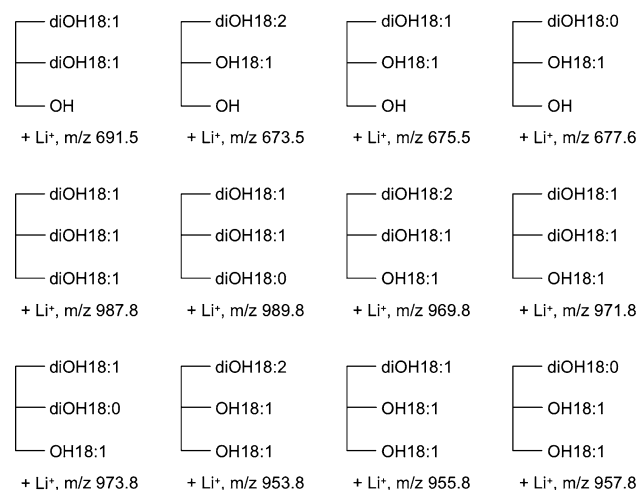 diOH18:1 diOH18:2 diOH18:1 diOH18:0
diOH18:1 OH18:1 OH18:1 OH18:1
OH OH OH OH
+ Li⁺, m/z 691.5 + Li⁺, m/z 673.5 + Li⁺, m/z 675.5 + Li⁺, m/z 677.6
diOH18:1 diOH18:1 diOH18:2 diOH18:1
diOH18:1 diOH18:1 diOH18:1 diOH18:1
diOH18:1 diOH18:0 OH18:1 OH18:1
+ Li⁺, m/z 987.8 + Li⁺, m/z 989.8 + Li⁺, m/z 969.8 + Li⁺, m/z 971.8
diOH18:1 diOH18:2 diOH18:1 diOH18:0
diOH18:0 OH18:1 OH18:1 OH18:1
OH18:1 OH18:1 OH18:1 OH18:1
+ Li⁺, m/z 973.8 + Li⁺, m/z 953.8 + Li⁺, m/z 955.8 + Li⁺, m/z 957.8